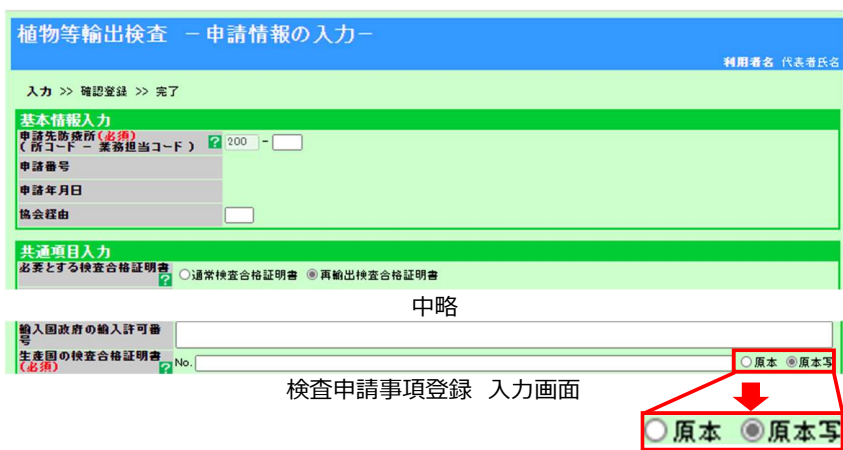 植物等輸出検査 －申請情報の入力－
利用者名 代表者氏名
入力 >> 確認登録 >> 完了
基本情報入力
申請先防疫所(必須)
( 所コード － 業務担当コード ) ? 200 -
申請番号
申請年月日
協会経由
共通項目入力
必要とする検査合格証明書 ? ○通常検査合格証明書 ◉再輸出検査合格証明書
中略
輸入国政府の輸入許可番号
生産国の検査合格証明書(必須) ? No. ○原本 ◉原本写
検査申請事項登録 入力画面
○原本 ◉原本写